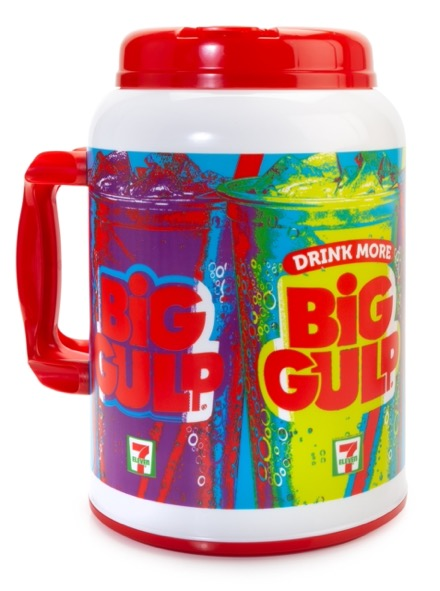 BiG
GULP
7
ELEVEN
DRINK MORE
BiG
GULP
7
ELEVEN